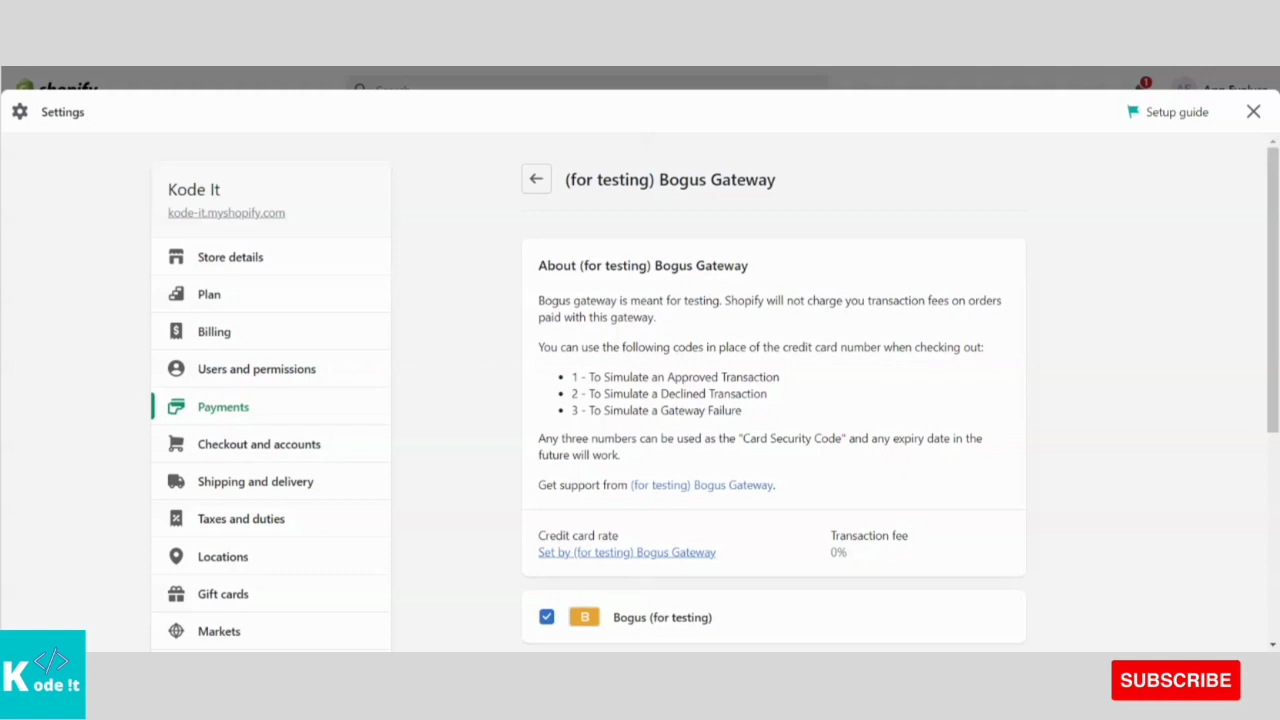 shopify
Search
1
Settings
Setup guide
Kode It
kode-it.myshopify.com
Store details
Plan
Billing
Users and permissions
Payments
Checkout and accounts
Shipping and delivery
Taxes and duties
Locations
Gift cards
Markets
(for testing) Bogus Gateway
About (for testing) Bogus Gateway
Bogus gateway is meant for testing. Shopify will not charge you transaction fees on orders
paid with this gateway.
You can use the following codes in place of the credit card number when checking out:
• 1 - To Simulate an Approved Transaction
• 2 - To Simulate a Declined Transaction
• 3 - To Simulate a Gateway Failure
Any three numbers can be used as the "Card Security Code" and any expiry date in the
future will work.
Get support from (for testing) Bogus Gateway.
Credit card rate
Set by (for testing) Bogus Gateway
Transaction fee
0%
B
Bogus (for testing)
K </> ode !t
SUBSCRIBE